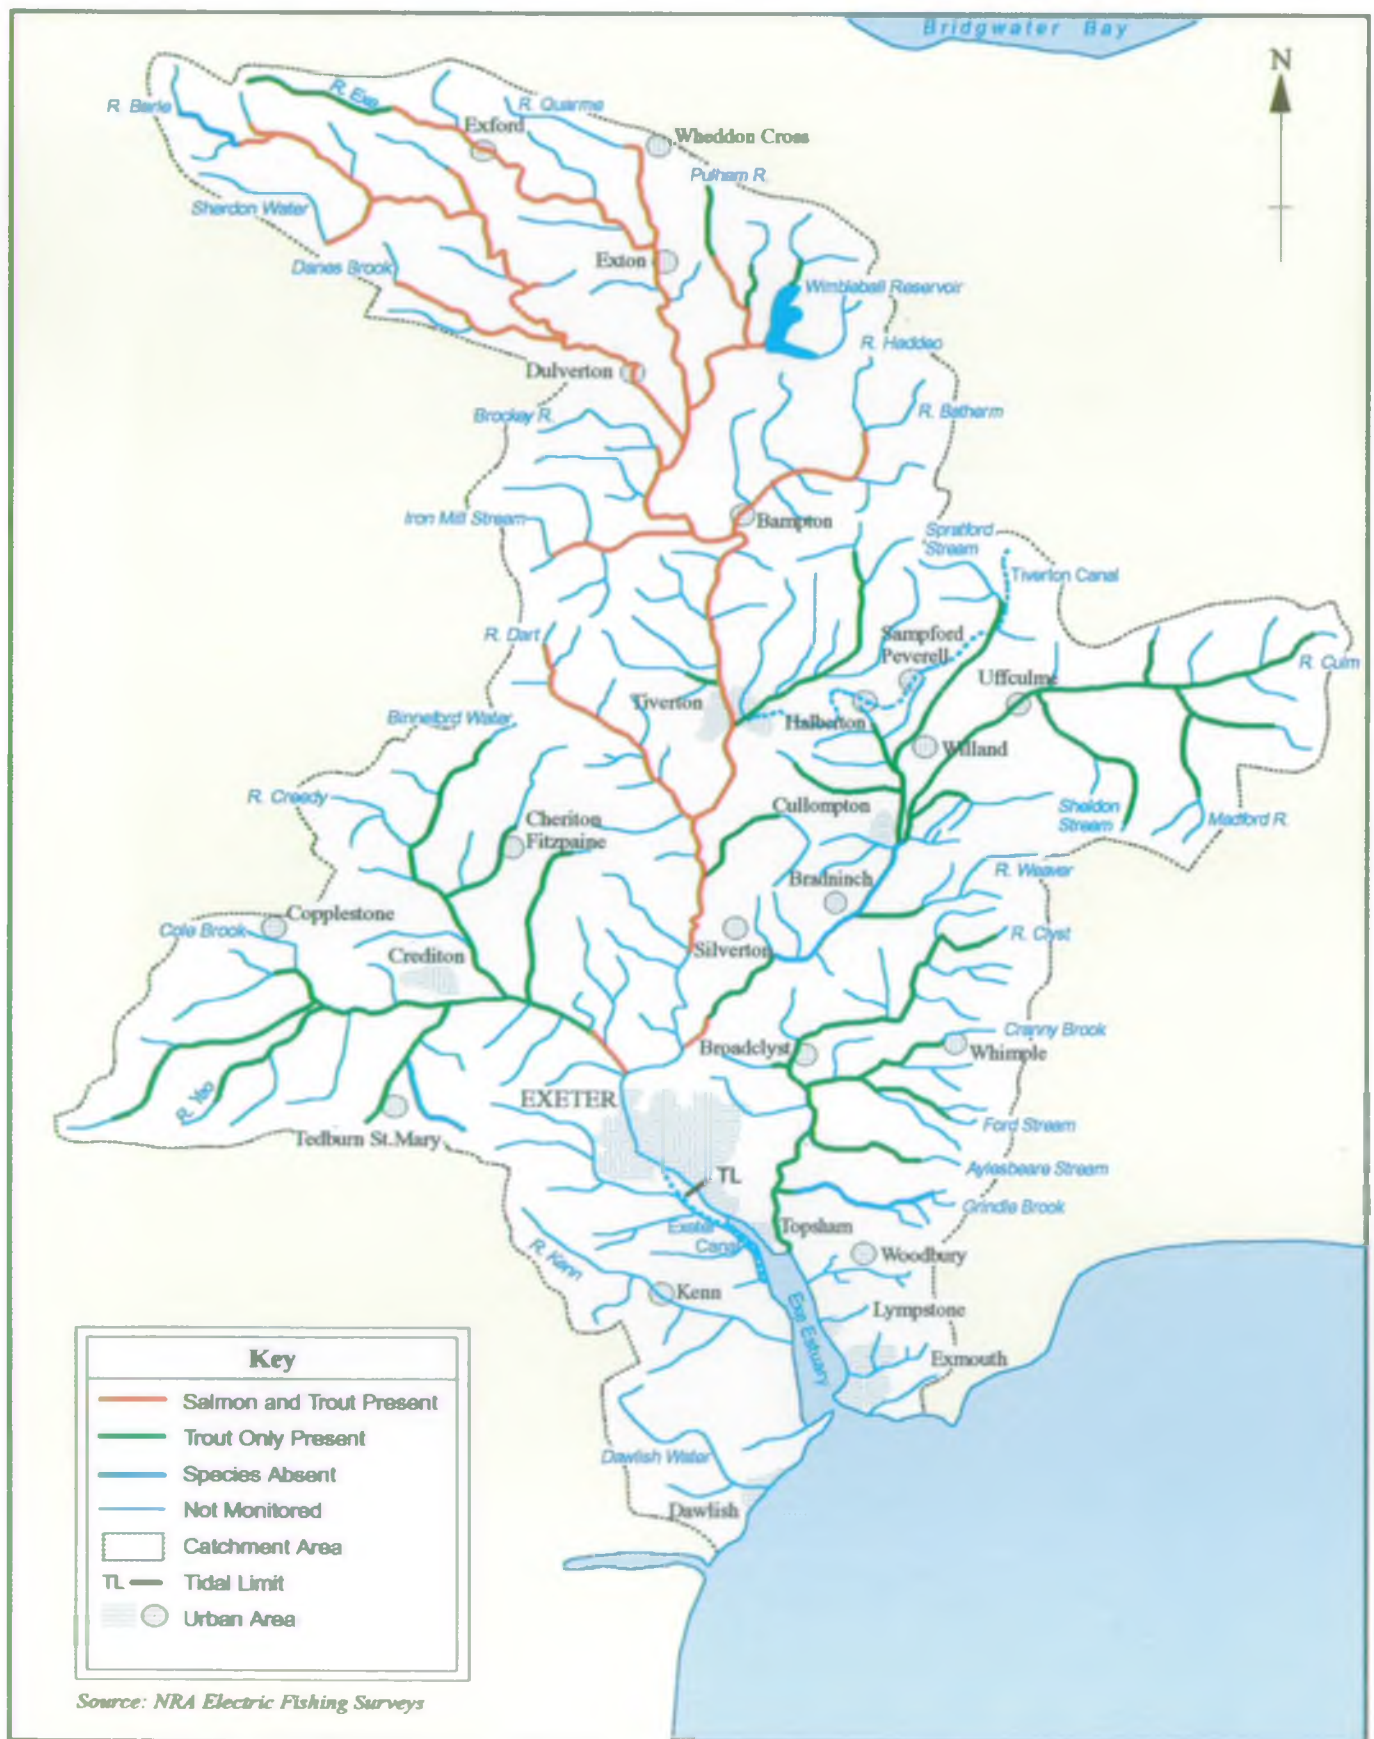 Bridgwater Bay
N
R. Barle
R. Exe
R. Quarme
Exford
Wheddon Cross
Pulham R.
Sherdon Water
Danes Brook
Exton
Wimbleball Reservoir
R. Haddeo
Dulverton
Brockey R.
R. Batherm
Iron Mill Stream
Bampton
Spratford
Stream
Tiverton Canal
R. Dart
Sampford
Peverell
Uffculme
R. Culm
Tiverton
Halberton
Binneford Water
Willand
R. Creedy
Cheriton
Fitzpaine
Cullompton
Sheldon
Stream
Madford R.
Bradninch
R. Weaver
Copplestone
Cole Brook
Crediton
Silverton
R. Clyst
Broadclyst
Cranny Brook
Whimple
R. Yeo
EXETER
Tedburn St.Mary
Ford Stream
Aylesbeare Stream
TL
Grindle Brook
Exeter
Canal
Topsham
Woodbury
R. Kenn
Kenn
Exe Estuary
Lympstone
Exmouth
Dawlish Water
Dawlish
Key
Salmon and Trout Present
Trout Only Present
Species Absent
Not Monitored
Catchment Area
TL Tidal Limit
Urban Area
Source: NRA Electric Fishing Surveys